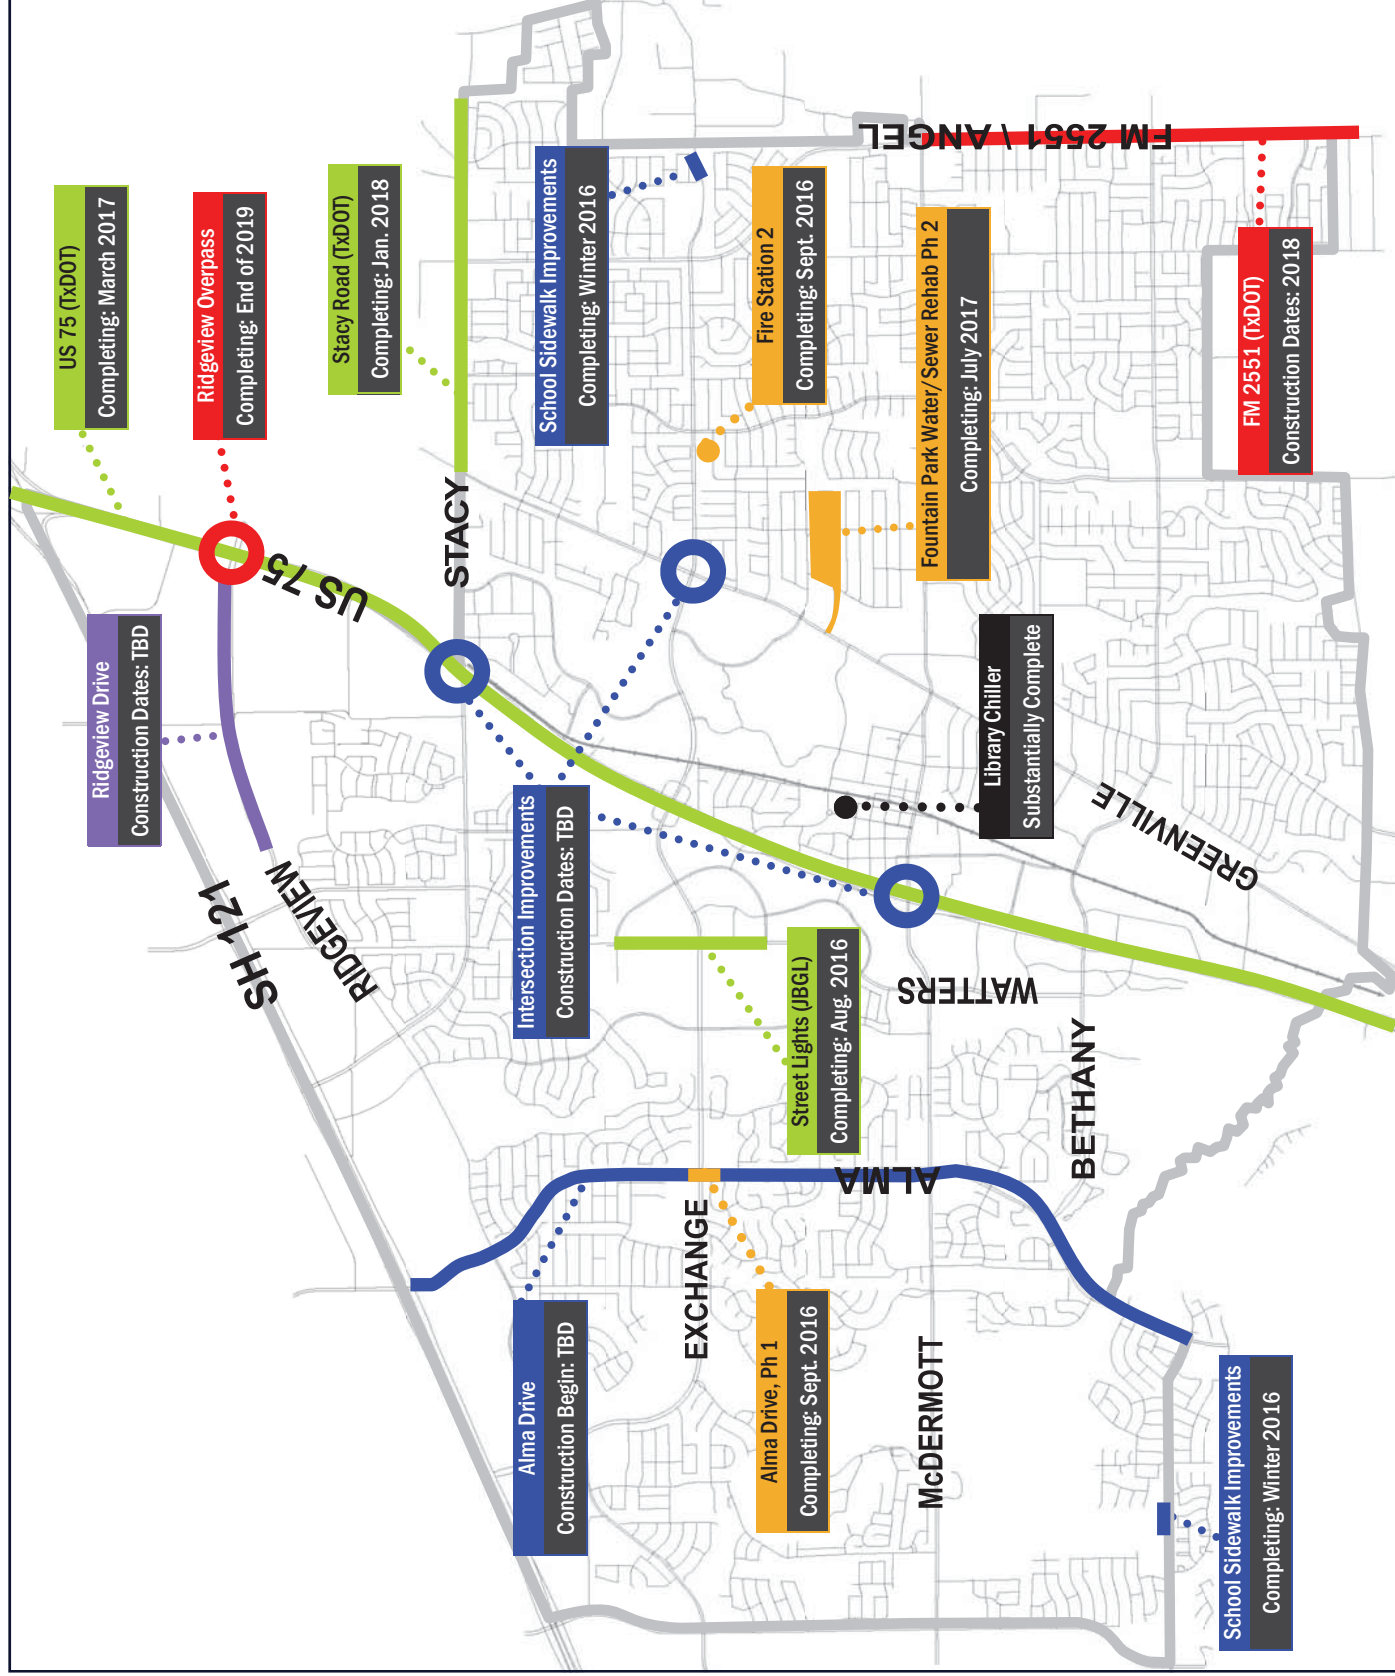 US 75 (TxDOT)
Completing: March 2017
Ridgeview Overpass
Completing: End of 2019
Stacy Road (TxDOT)
Completing: Jan. 2018
School Sidewalk Improvements
Completing: Winter 2016
Fire Station 2
Completing: Sept. 2016
Fountain Park Water/Sewer Rehab Ph 2
Completing: July 2017
FM 2551 (TxDOT)
Construction Dates: 2018
FM 2551 \ ANGEL
STACY
US 75
Ridgeview Drive
Construction Dates: TBD
RIDGEVIEW
SH 121
Intersection Improvements
Construction Dates: TBD
Library Chiller
Substantially Complete
GREENVILLE
WATTERS
Street Lights (JBGL)
Completing: Aug. 2016
BETHANY
ALMA
EXCHANGE
Alma Drive
Construction Begin: TBD
Alma Drive, Ph 1
Completing: Sept. 2016
McDERMOTT
School Sidewalk Improvements
Completing: Winter 2016